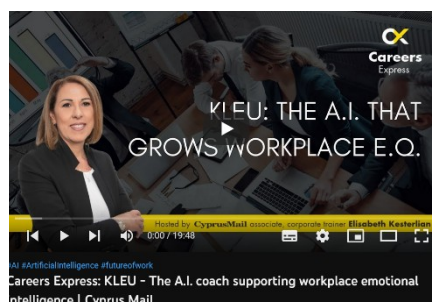 Careers
Express
KLEU: THE A.I. THAT
GROWS WORKPLACE E.Q.
Hosted by CyprusMail associate, corporate trainer Elisabeth Kesterlian
0:00 / 19:48
#AI #ArtificialIntelligence #futureofwork
Careers Express: KLEU - The A.I. coach supporting workplace emotional
intelligence | Cyprus Mail